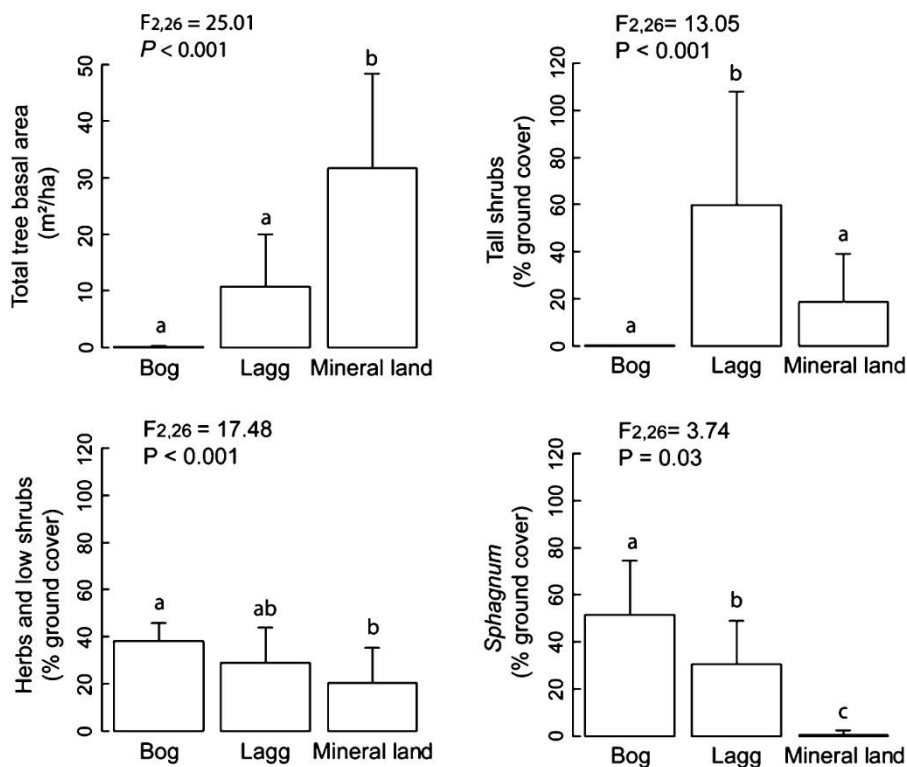 F2,26 = 25.01
P < 0.001
Total tree basal area
(m²/ha)
50
40
30
20
10
0
a
a
b
Bog Lagg Mineral land
F2,26= 13.05
P < 0.001
Tall shrubs
(% ground cover)
120
100
80
60
40
20
0
a
b
a
Bog Lagg Mineral land
F2,26 = 17.48
P < 0.001
Herbs and low shrubs
(% ground cover)
120
100
80
60
40
20
0
a
ab
b
Bog Lagg Mineral land
F2,26= 3.74
P = 0.03
Sphagnum
(% ground cover)
120
100
80
60
40
20
0
a
b
c
Bog Lagg Mineral land